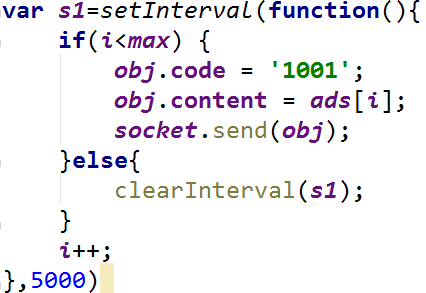 var s1=setInterval(function(){
if(i<max) {
obj.code = '1001';
obj.content = ads[i];
socket.send(obj);
}else{
clearInterval(s1);
}
i++;
},5000)